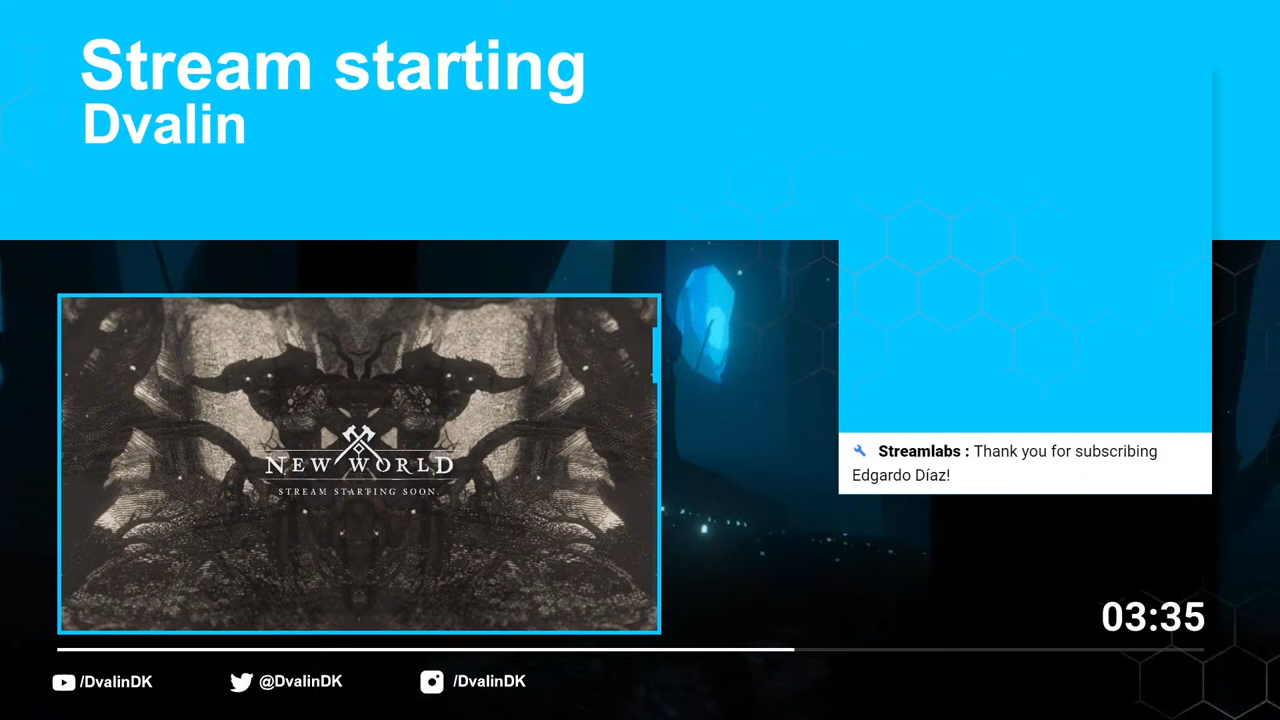 Stream starting
Dvalin
NEW WORLD
STREAM STARTING SOON.
Streamlabs : Thank you for subscribing
Edgardo Díaz!
03:35
/DvalinDK
@DvalinDK
/DvalinDK